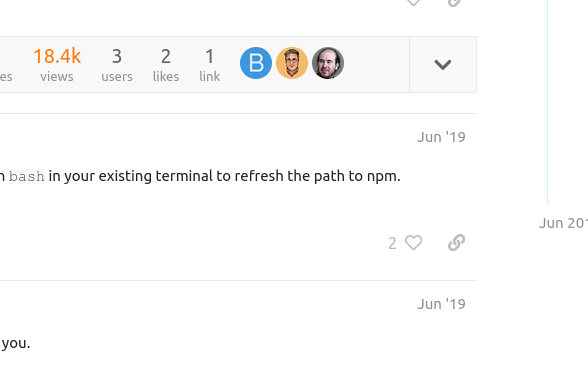 18.4k 3 2 1 B
es views users likes link
Jun '19
n bash in your existing terminal to refresh the path to npm.
Jun 201
2
Jun '19
you.